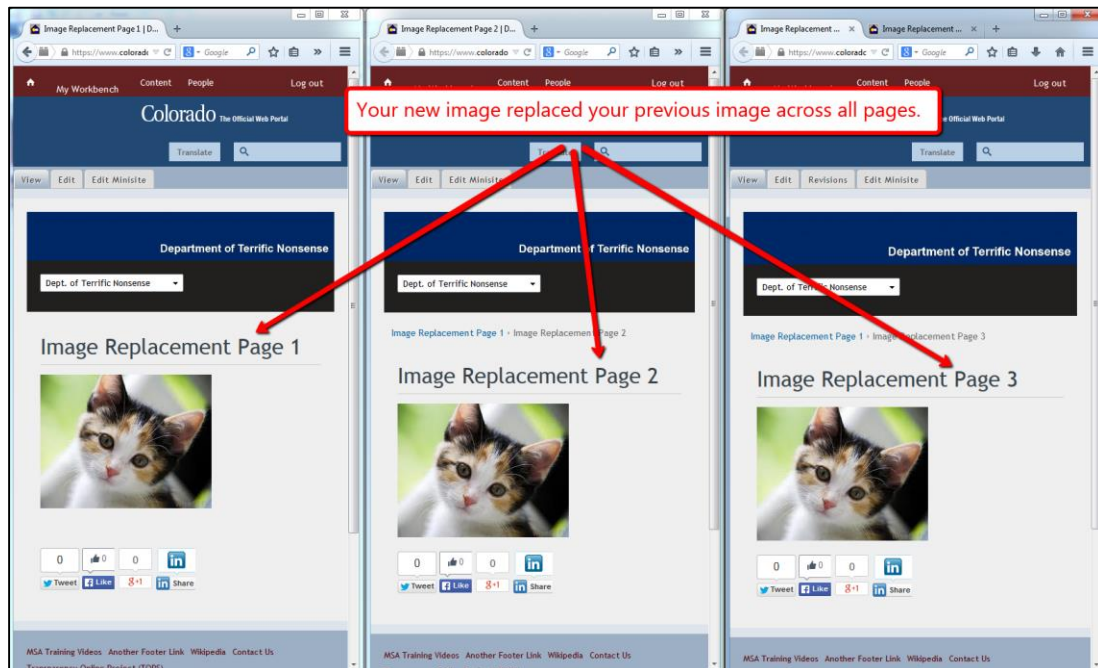 Image Replacement Page 1 | D...
https://www.colorado
Google
My Workbench
Content
People
Log out
Colorado The Official Web Portal
Translate
View
Edit
Edit Minisite
Department of Terrific Nonsense
Dept. of Terrific Nonsense
Image Replacement Page 1
0
0
0
in
Tweet
Like
g+1
in Share
MSA Training Videos Another Footer Link Wikipedia Contact Us
Transparency Online Project (TOPS)
Your new image replaced your previous image across all pages.
Image Replacement Page 2 | D...
https://www.colorado
Google
Content
People
View
Edit
Edit Minisite
Department of Terrific Nonsense
Dept. of Terrific Nonsense
Image Replacement Page 1 › Image Replacement Page 2
Image Replacement Page 2
0
0
0
in
Tweet
Like
g+1
in Share
MSA Training Videos Another Footer Link Wikipedia Contact Us
Image Replacement ...
Image Replacement ...
https://www.colorado
Google
Content
People
Log out
The Official Web Portal
Translate
View
Edit
Revisions
Edit Minisite
Department of Terrific Nonsense
Dept. of Terrific Nonsense
Image Replacement Page 1 › Image Replacement Page 3
Image Replacement Page 3
0
0
0
in
Tweet
Like
g+1
in Share
MSA Training Videos Another Footer Link Wikipedia Contact Us